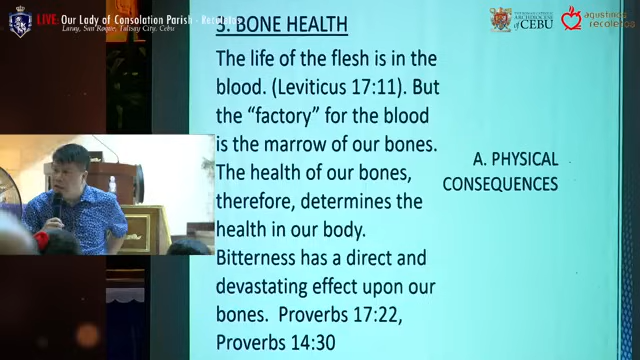 LIVE: Our Lady of Consolation Parish - Recoletos
Laray, San Roque, Talisay City, Cebu
ARCHDIOCESE
of CEBU
agustinos
recoletos
3. BONE HEALTH
The life of the flesh is in the
blood. (Leviticus 17:11). But
the “factory” for the blood
is the marrow of our bones.
The health of our bones,
therefore, determines the
health in our body.
Bitterness has a direct and
devastating effect upon our
bones. Proverbs 17:22,
Proverbs 14:30
A. PHYSICAL
CONSEQUENCES